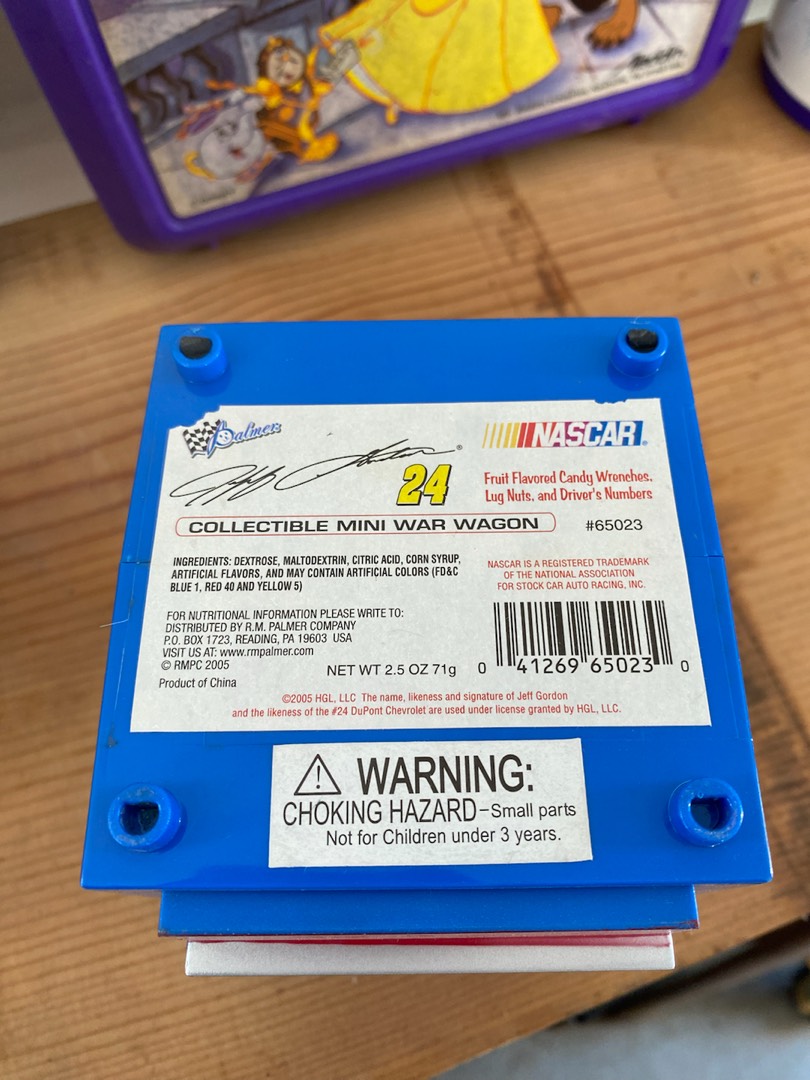 Palmer
NASCAR®
Jeff Gordon®
24
Fruit Flavored Candy Wrenches,
Lug Nuts, and Driver's Numbers
COLLECTIBLE MINI WAR WAGON
#65023
INGREDIENTS: DEXTROSE, MALTODEXTRIN, CITRIC ACID, CORN SYRUP,
ARTIFICIAL FLAVORS, AND MAY CONTAIN ARTIFICIAL COLORS (FD&C
BLUE 1, RED 40 AND YELLOW 5)
NASCAR IS A REGISTERED TRADEMARK
OF THE NATIONAL ASSOCIATION
FOR STOCK CAR AUTO RACING, INC.
FOR NUTRITIONAL INFORMATION PLEASE WRITE TO:
DISTRIBUTED BY R.M. PALMER COMPANY
P.O. BOX 1723, READING, PA 19603 USA
VISIT US AT: www.rmpalmer.com
© RMPC 2005
Product of China
NET WT 2.5 OZ 71g
0 41269 65023 0
©2005 HGL, LLC The name, likeness and signature of Jeff Gordon
and the likeness of the #24 DuPont Chevrolet are used under license granted by HGL, LLC.
WARNING:
CHOKING HAZARD-Small parts
Not for Children under 3 years.